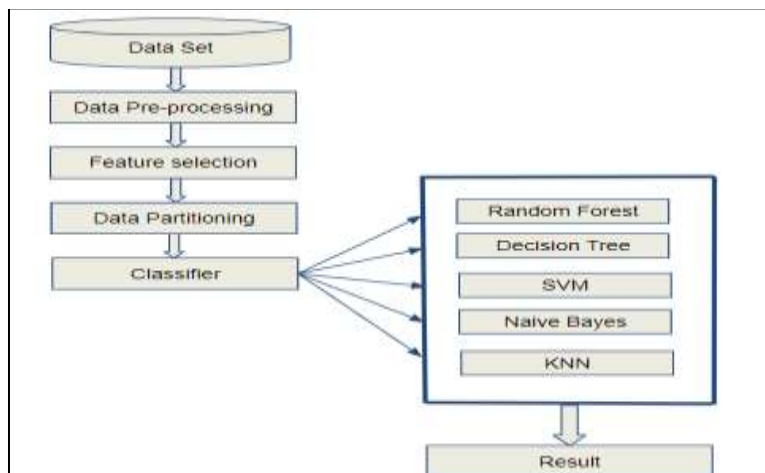 Data Set
Data Pre-processing
Feature selection
Data Partitioning
Classifier
Random Forest
Decision Tree
SVM
Naive Bayes
KNN
Result